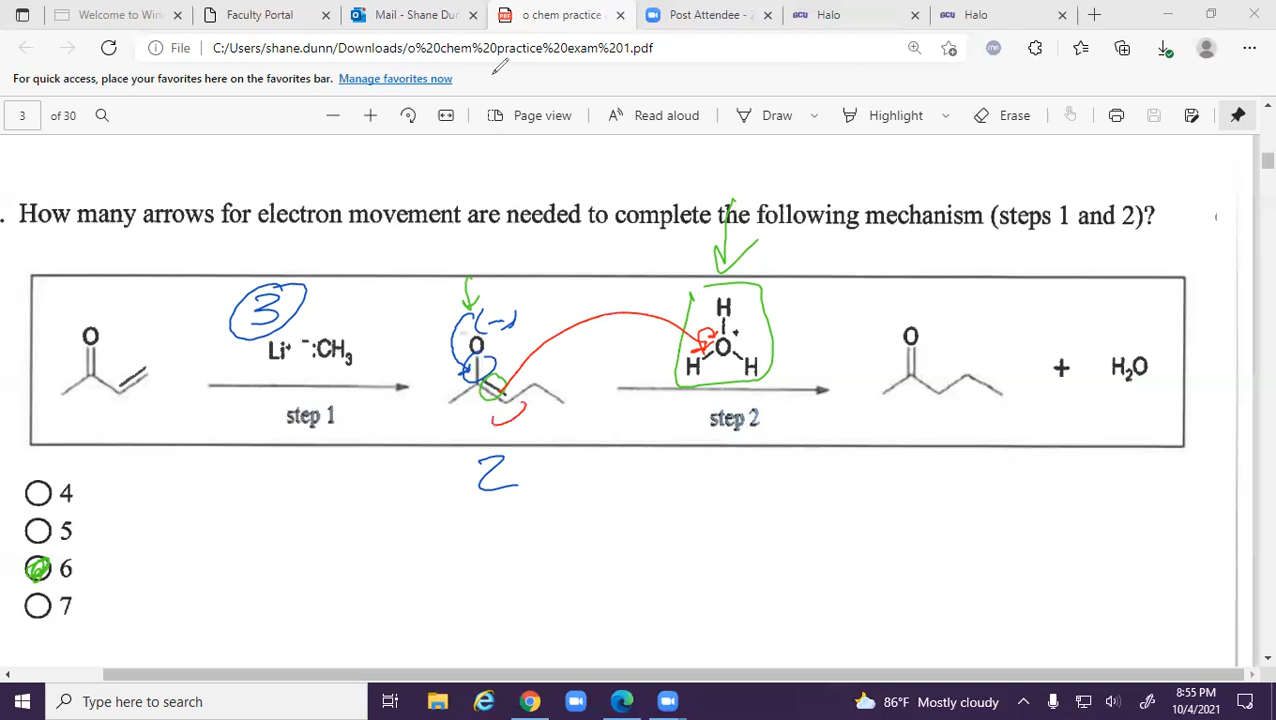 Welcome to Win
Faculty Portal
Mail - Shane Dun
o chem practice
Post Attendee -
GCU Halo
GCU Halo
File C:/Users/shane.dunn/Downloads/o%20chem%20practice%20exam%201.pdf
For quick access, place your favorites here on the favorites bar. Manage favorites now
3 of 30 Page view Read aloud Draw Highlight Erase
. How many arrows for electron movement are needed to complete the following mechanism (steps 1 and 2)?
3 (-) H
O O + O
Li+ -:CH3 H O H + H2O
step 1 step 2
2
4
5
6
7
Type here to search 86°F Mostly cloudy 8:55 PM
10/4/2021